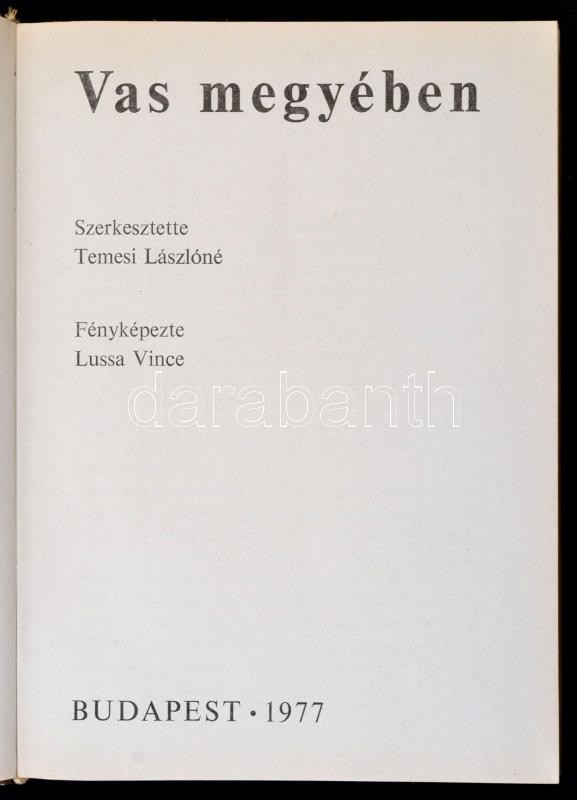 Vas megyében
Szerkesztette
Temesi Lászlóné
Fényképezte
Lussa Vince
darabanth
BUDAPEST • 1977